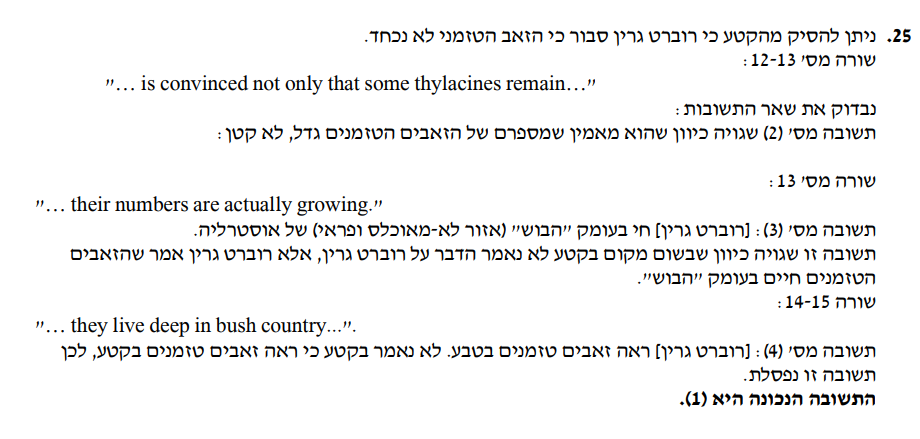 25. ניתן להסיק מהקטע כי רוברט גרין סבור כי הזאב הטזמני לא נכחד.
שורה מס׳ 12-13:
״… is convinced not only that some thylacines remain…״
נבדוק את שאר התשובות:
תשובה מס׳ (2) שגויה כיוון שהוא מאמין שמספרם של הזאבים הטזמנים גדל, לא קטן:
שורה מס׳ 13:
״… their numbers are actually growing.״
תשובה מס׳ (3): [רוברט גרין] חי בעומק ״הבוש״ (אזור לא-מאוכלס ופראי) של אוסטרליה.
תשובה זו שגויה כיוון שבשום מקום בקטע לא נאמר הדבר על רוברט גרין, אלא רוברט גרין אמר שהזאבים
הטזמנים חיים בעומק ״הבוש״.
שורה 14-15:
״… they live deep in bush country...״.
תשובה מס׳ (4): [רוברט גרין] ראה זאבים טזמנים בטבע. לא נאמר בקטע כי ראה זאבים טזמנים בקטע, לכן
תשובה זו נפסלת.
התשובה הנכונה היא (1).